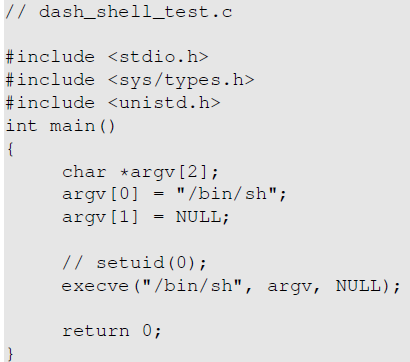 // dash_shell_test.c

#include <stdio.h>
#include <sys/types.h>
#include <unistd.h>
int main()
{
     char *argv[2];
     argv[0] = "/bin/sh";
     argv[1] = NULL;

     // setuid(0);
     execve("/bin/sh", argv, NULL);

     return 0;
}